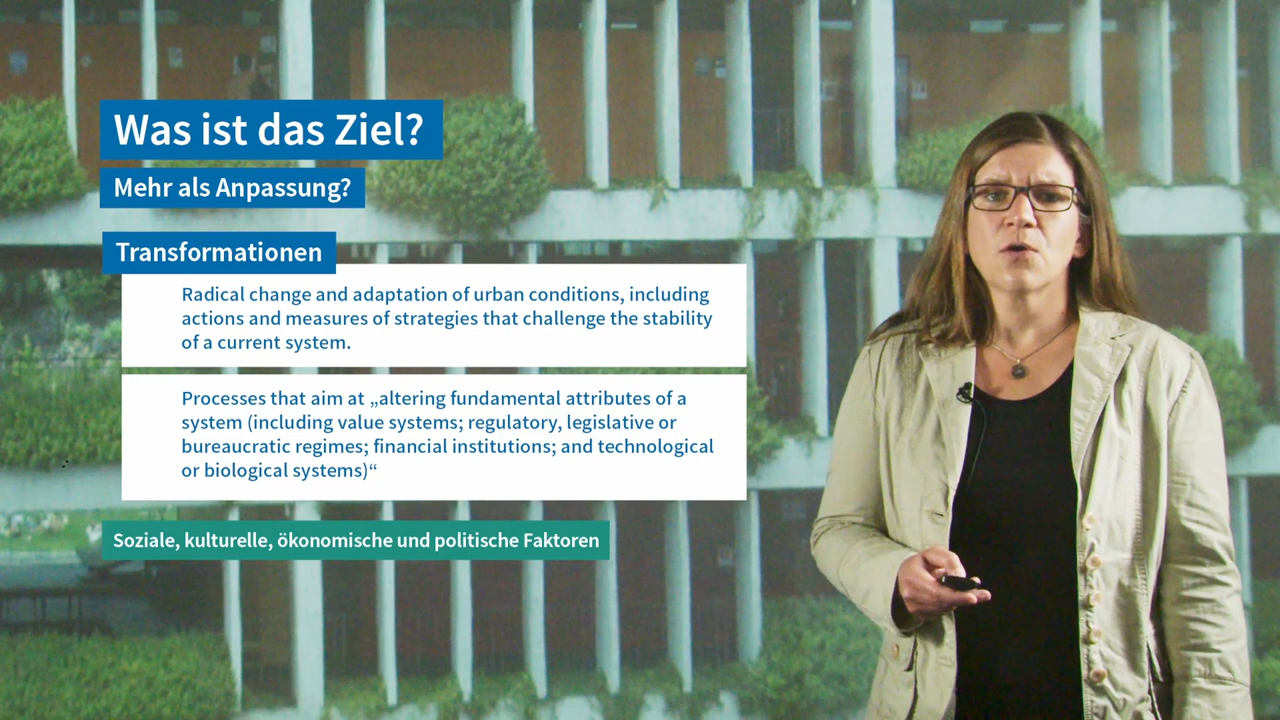 Was ist das Ziel?
Mehr als Anpassung?
Transformationen
Radical change and adaptation of urban conditions, including
actions and measures of strategies that challenge the stability
of a current system.
Processes that aim at „altering fundamental attributes of a
system (including value systems; regulatory, legislative or
bureaucratic regimes; financial institutions; and technological
or biological systems)“
Soziale, kulturelle, ökonomische und politische Faktoren